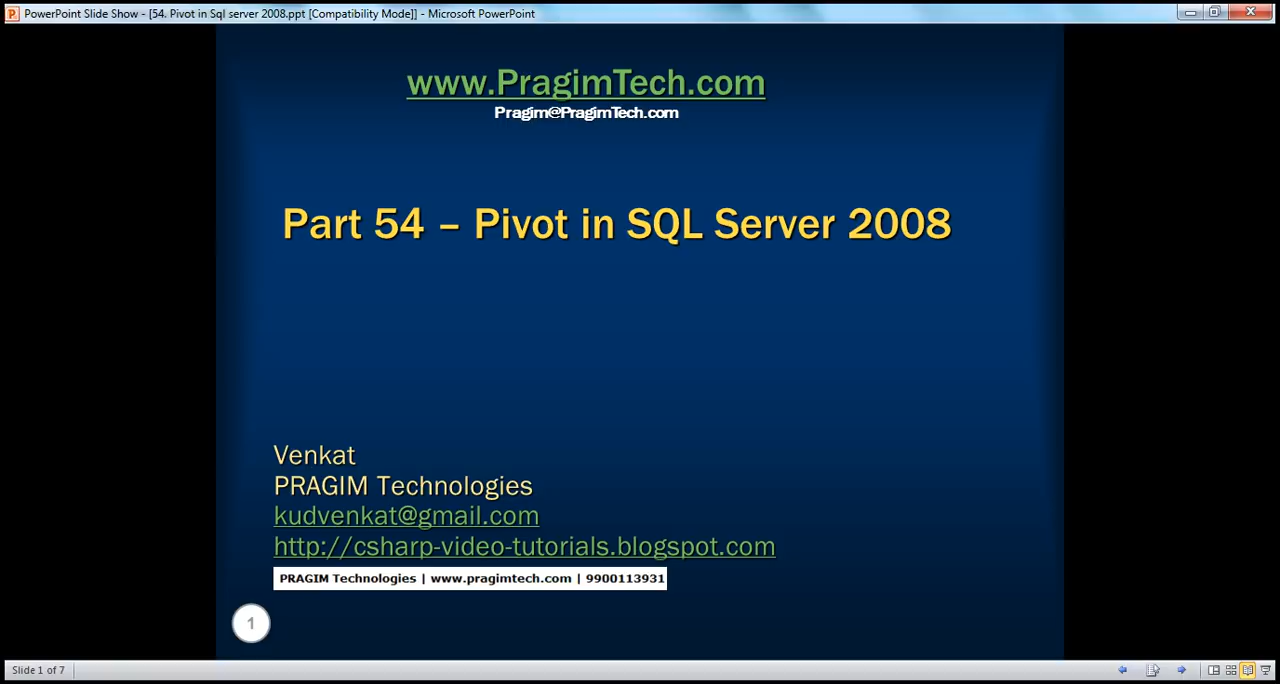 PowerPoint Slide Show - [54. Pivot in Sql server 2008.ppt [Compatibility Mode]] - Microsoft PowerPoint
www.PragimTech.com
Pragim@PragimTech.com
Part 54 – Pivot in SQL Server 2008
Venkat
PRAGIM Technologies
kudvenkat@gmail.com
http://csharp-video-tutorials.blogspot.com
PRAGIM Technologies | www.pragimtech.com | 9900113931
1
Slide 1 of 7